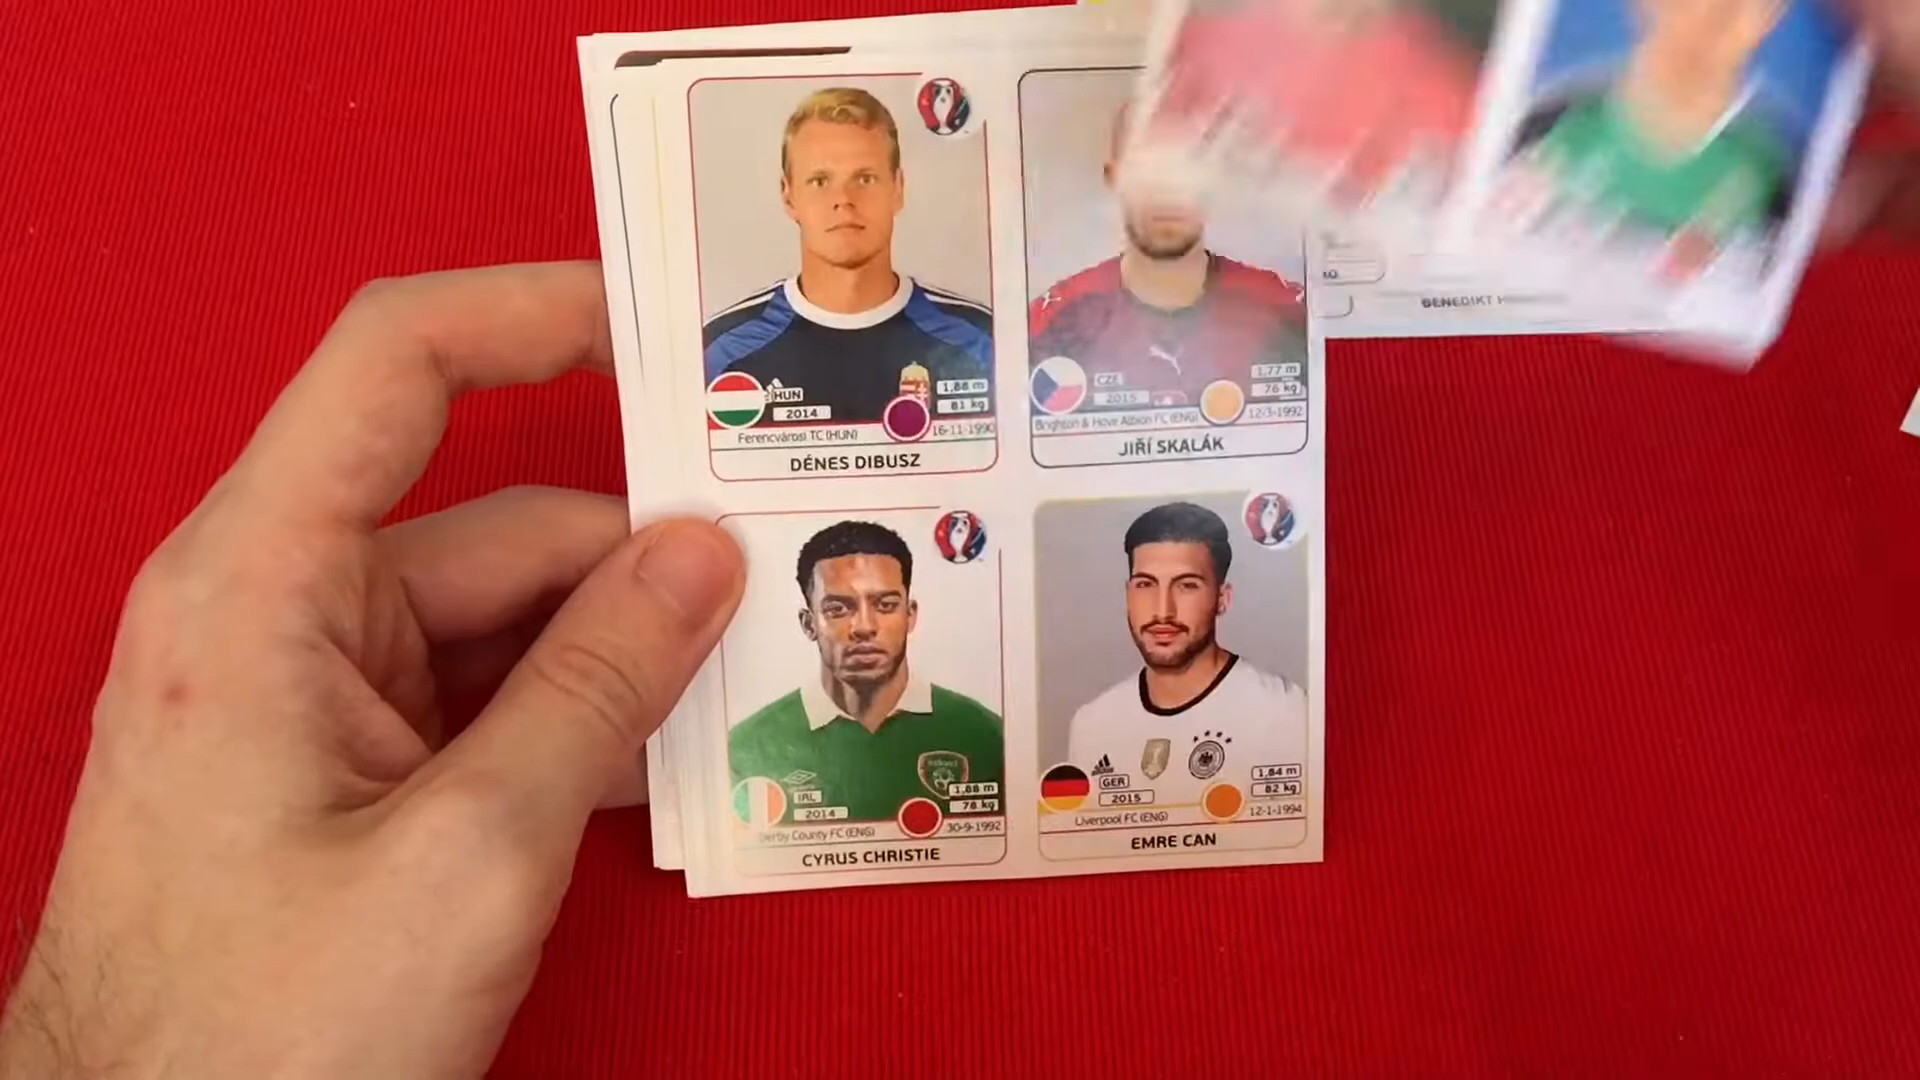 HUN
2014
1,88 m
81 kg
Ferencvárosi TC (HUN)
16-11-1990
DÉNES DIBUSZ
CZE
2015
1,77 m
76 kg
Brighton & Hove Albion FC (ENG)
12-3-1992
JIŘÍ SKALÁK
BENEDIKT
IRL
2014
1,88 m
78 kg
Derby County FC (ENG)
30-9-1992
CYRUS CHRISTIE
GER
2015
1,84 m
82 kg
Liverpool FC (ENG)
12-1-1994
EMRE CAN